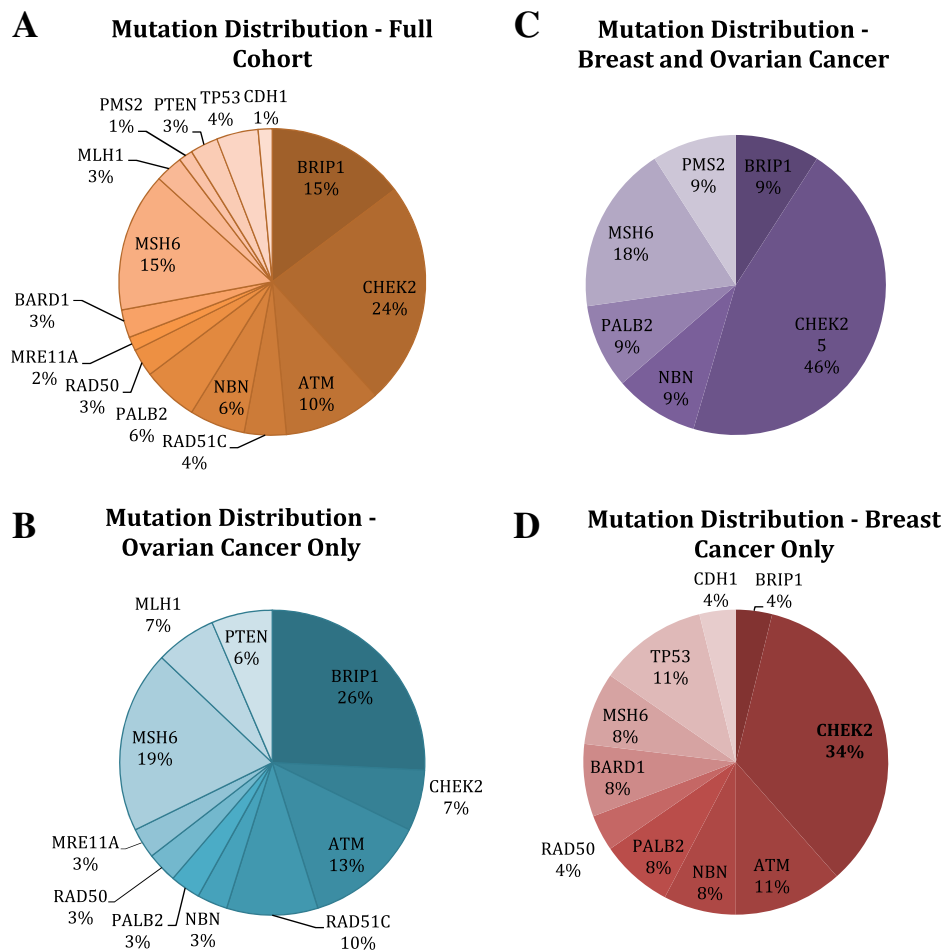 A
Mutation Distribution - Full
Cohort
PMS2
1%
PTEN
3%
TP53
4%
CDH1
1%
MLH1
3%
BRIP1
15%
MSH6
15%
CHEK2
24%
BARD1
3%
MRE11A
2%
RAD50
3%
PALB2
6%
NBN
6%
ATM
10%
RAD51C
4%
C
Mutation Distribution -
Breast and Ovarian Cancer
PMS2
9%
BRIP1
9%
MSH6
18%
CHEK2
5
46%
PALB2
9%
NBN
9%
B
Mutation Distribution -
Ovarian Cancer Only
MLH1
7%
PTEN
6%
BRIP1
26%
MSH6
19%
CHEK2
7%
MRE11A
3%
ATM
13%
RAD50
3%
PALB2
3%
NBN
3%
RAD51C
10%
D
Mutation Distribution - Breast
Cancer Only
CDH1
4%
BRIP1
4%
TP53
11%
MSH6
8%
CHEK2
34%
BARD1
8%
RAD50
4%
PALB2
8%
NBN
8%
ATM
11%